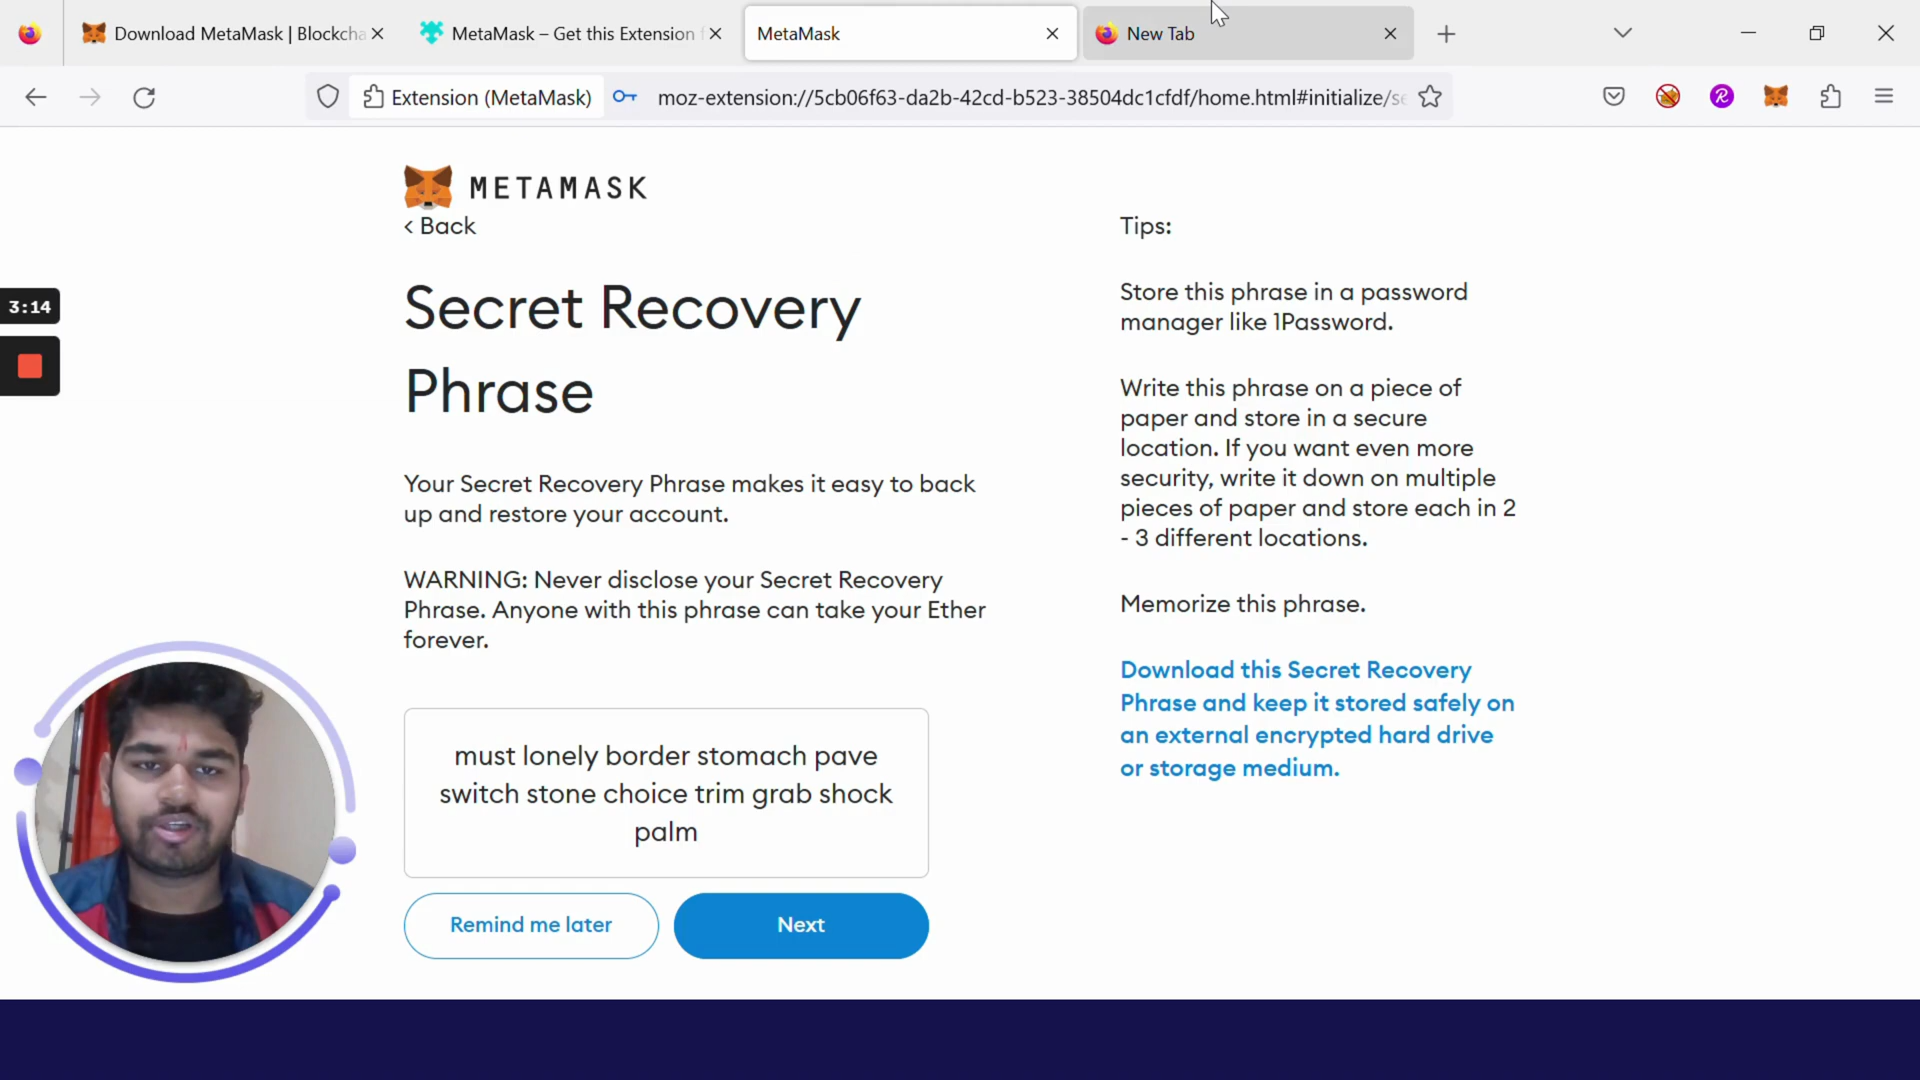 Download MetaMask | Blockcha
MetaMask – Get this Extension f
MetaMask
New Tab
Extension (MetaMask)
moz-extension://5cb06f63-da2b-42cd-b523-38504dc1cfdf/home.html#initialize/se
METAMASK
< Back
3:14
Secret Recovery
Phrase
Your Secret Recovery Phrase makes it easy to back
up and restore your account.
WARNING: Never disclose your Secret Recovery
Phrase. Anyone with this phrase can take your Ether
forever.
must lonely border stomach pave
switch stone choice trim grab shock
palm
Remind me later
Next
Tips:
Store this phrase in a password
manager like 1Password.
Write this phrase on a piece of
paper and store in a secure
location. If you want even more
security, write it down on multiple
pieces of paper and store each in 2
- 3 different locations.
Memorize this phrase.
Download this Secret Recovery
Phrase and keep it stored safely on
an external encrypted hard drive
or storage medium.